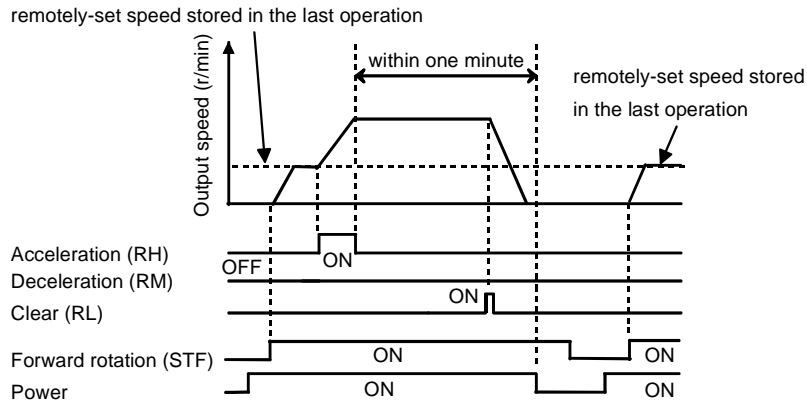 remotely-set speed stored in the last operation
Output speed (r/min)
within one minute
remotely-set speed stored
in the last operation
Acceleration (RH)
OFF
ON
Deceleration (RM)
Clear (RL)
ON
Forward rotation (STF)
ON
ON
Power
ON
ON